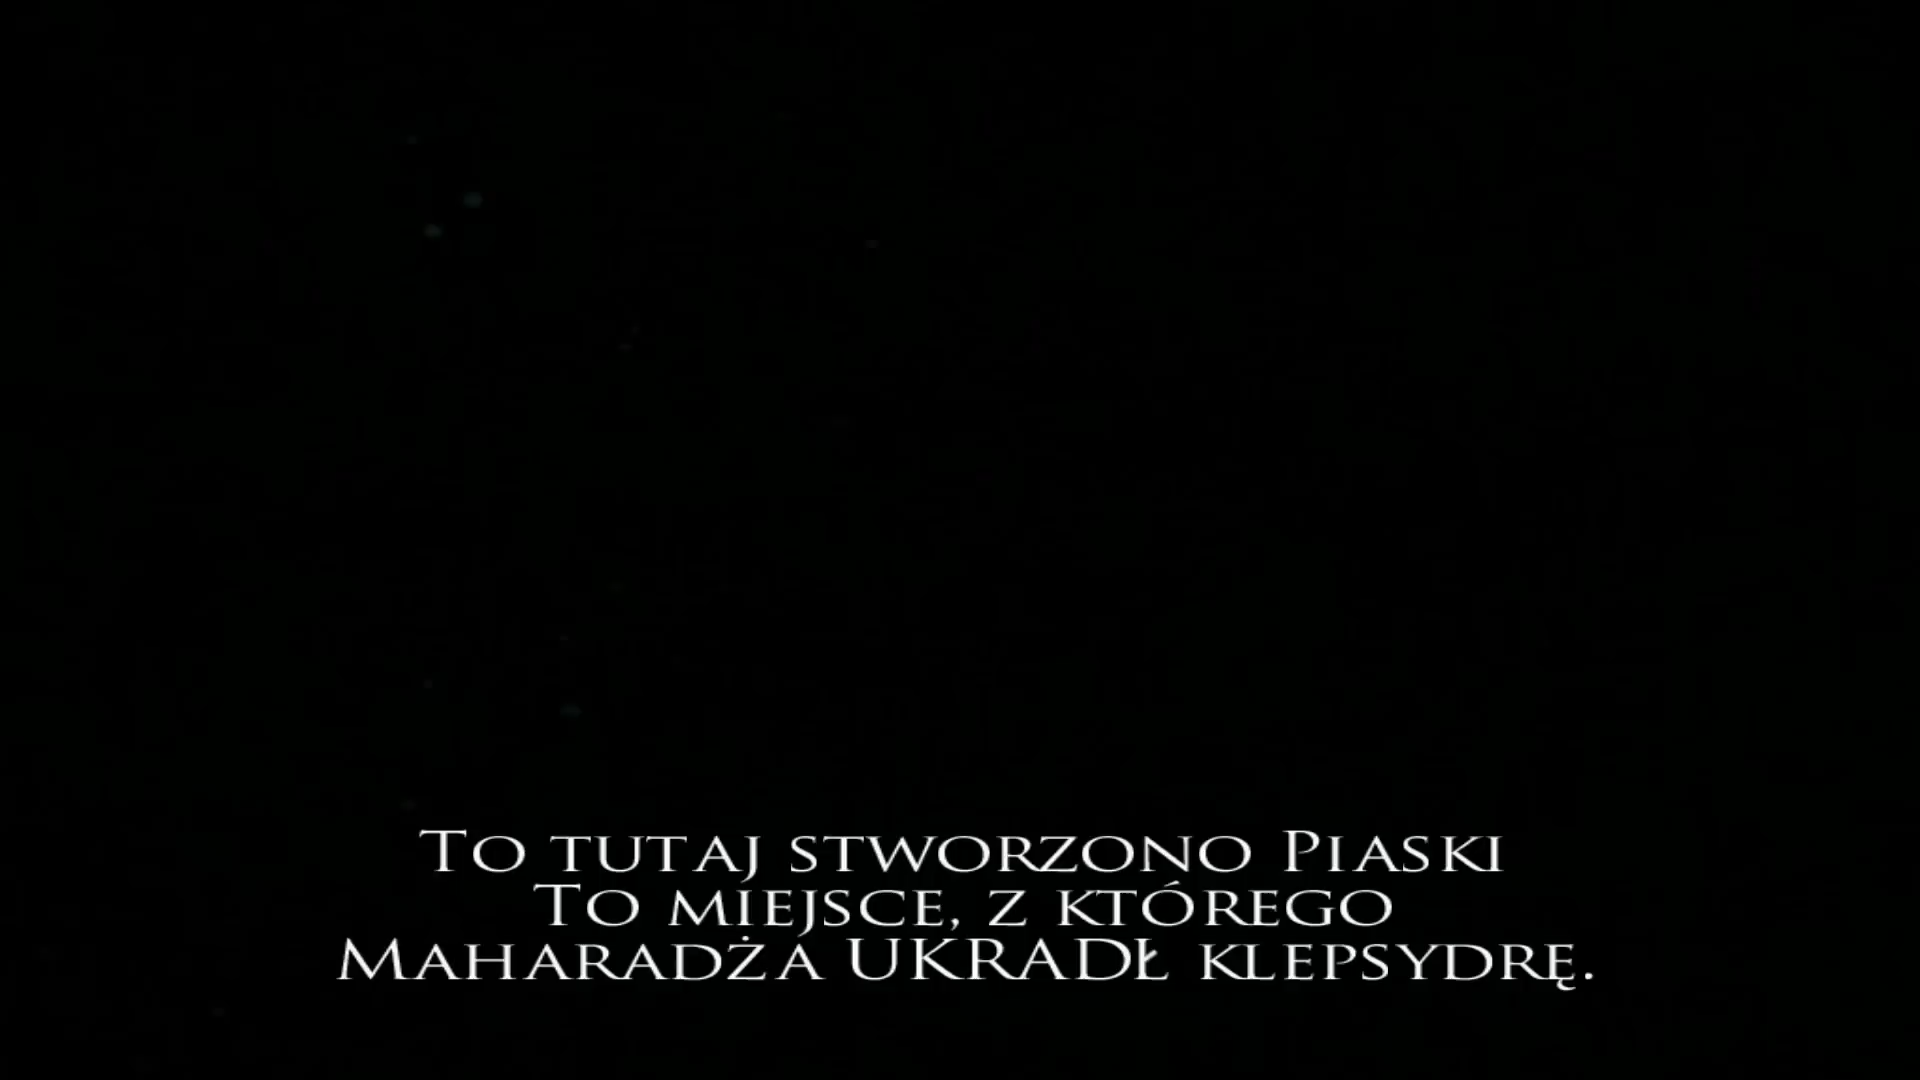 To tutaj stworzono Piaski
To miejsce, z którego
Maharadża UKRADŁ klepsydrę.